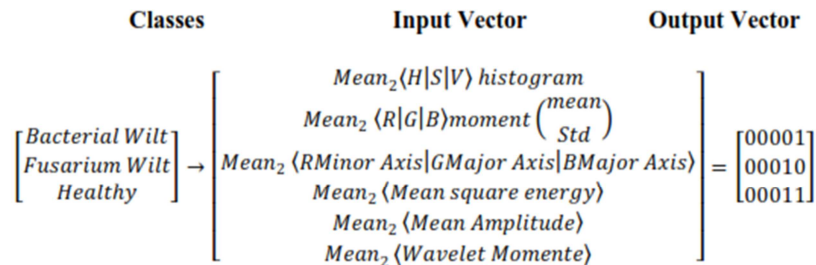 Classes Input Vector Output Vector
Mean₂⟨H|S|V⟩ histogram
Mean₂ ⟨R|G|B⟩moment (mean Std)
[Bacterial Wilt Fusarium Wilt Healthy] → Mean₂ ⟨RMinor Axis|GMajor Axis|BMajor Axis⟩ = [00001 00010 00011]
Mean₂ ⟨Mean square energy⟩
Mean₂ ⟨Mean Amplitude⟩
Mean₂ ⟨Wavelet Momente⟩